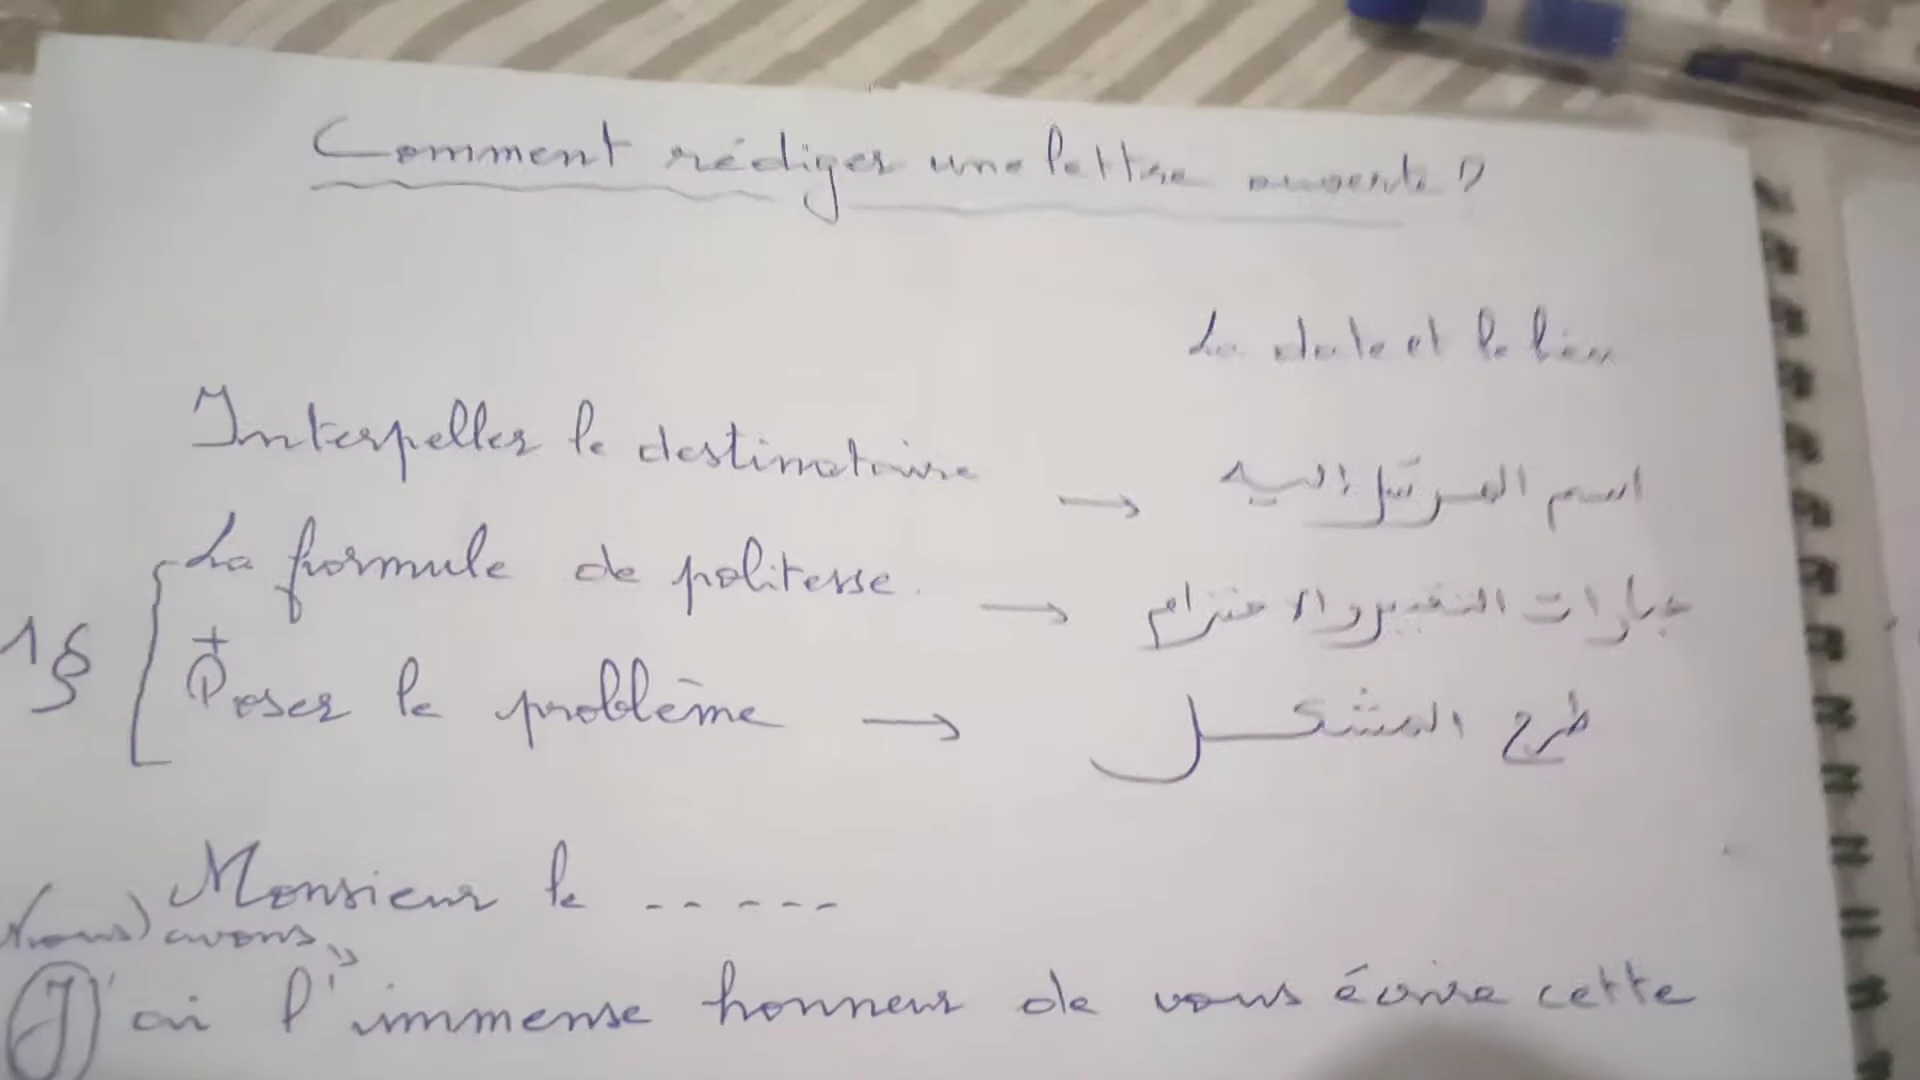 Comment rédiger une lettre ouverte ?
La date et le lieu
Interpeller le destinataire → اسم المرسَل إليه
La formule de politesse. → عبارات التقدير والاحترام
+
1§
Poser le problème → طرح المشكل
Monsieur le -----
Nous avons
J'ai l'immense honneur de vous écrire cette